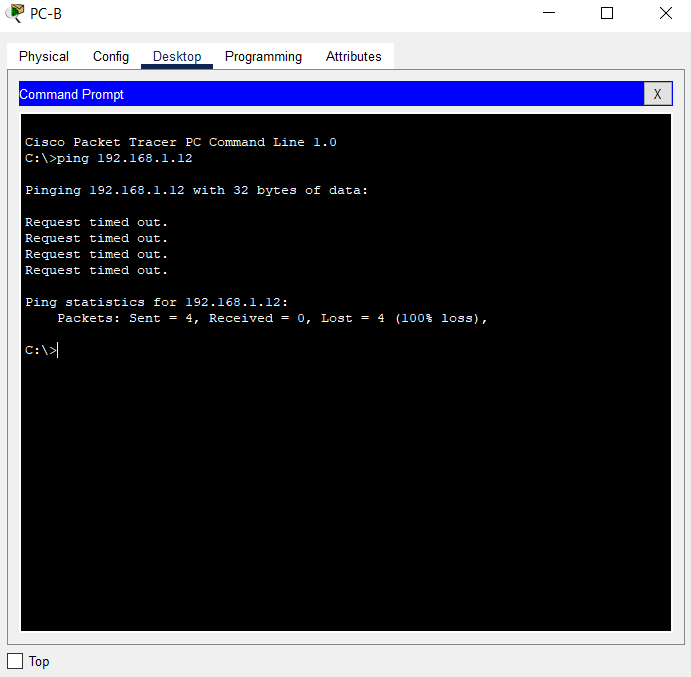 PC-B
Physical Config Desktop Programming Attributes
Command Prompt X
Cisco Packet Tracer PC Command Line 1.0
C:\>ping 192.168.1.12
Pinging 192.168.1.12 with 32 bytes of data:
Request timed out.
Request timed out.
Request timed out.
Request timed out.
Ping statistics for 192.168.1.12:
    Packets: Sent = 4, Received = 0, Lost = 4 (100% loss),
C:\>
Top